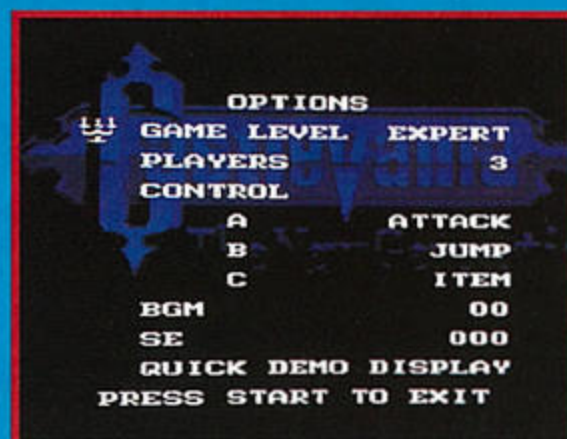 OPTIONS
GAME LEVEL EXPERT
PLAYERS 3
CONTROL
A ATTACK
B JUMP
C ITEM
BGM 00
SE 000
QUICK DEMO DISPLAY
PRESS START TO EXIT